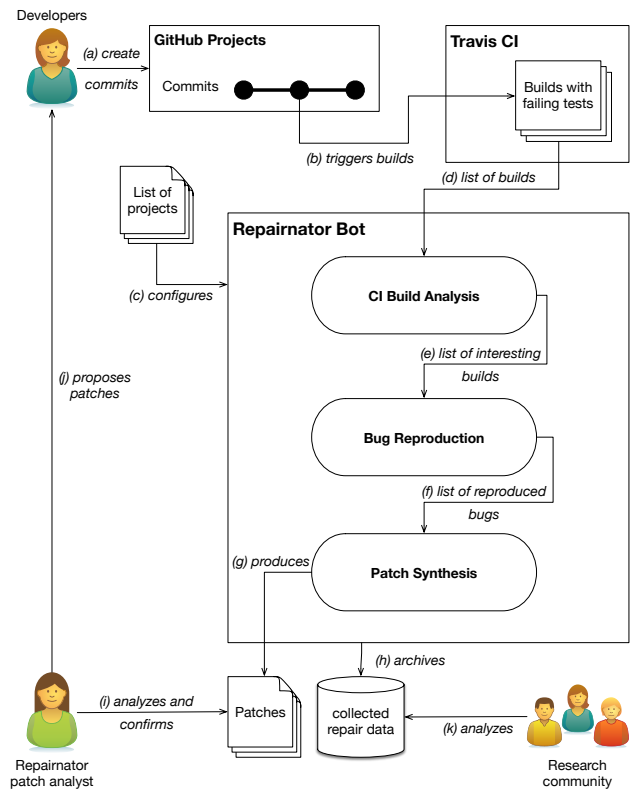 Developers
(a) create
commits
GitHub Projects
Commits
Travis CI
Builds with
failing tests
(b) triggers builds
(d) list of builds
List of
projects
(c) configures
Repairnator Bot
CI Build Analysis
(e) list of interesting
builds
(j) proposes
patches
Bug Reproduction
(f) list of reproduced
bugs
Patch Synthesis
(g) produces
(h) archives
(i) analyzes and
confirms
Patches
collected
repair data
(k) analyzes
Repairnator
patch analyst
Research
community